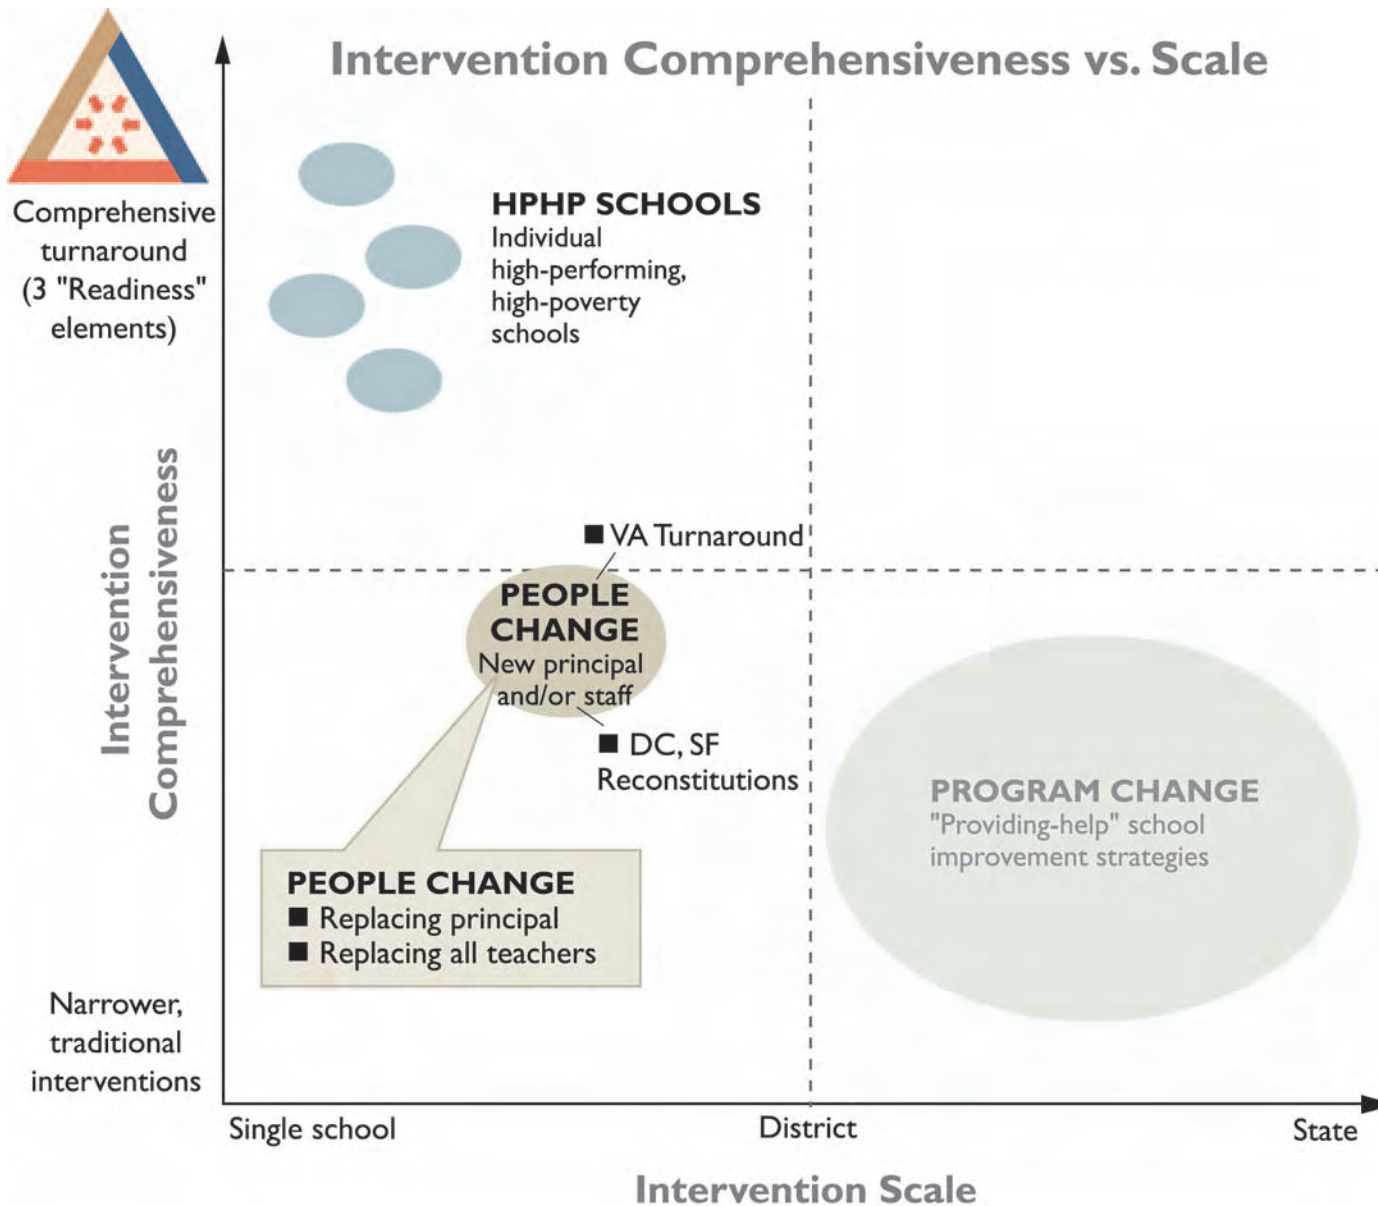 Intervention Comprehensiveness vs. Scale
Comprehensive
turnaround
(3 "Readiness"
elements)
HPHP SCHOOLS
Individual
high-performing,
high-poverty
schools
Intervention
Comprehensiveness
VA Turnaround
PEOPLE
CHANGE
New principal
and/or staff
DC, SF
Reconstitutions
PROGRAM CHANGE
"Providing-help" school
improvement strategies
PEOPLE CHANGE
Replacing principal
Replacing all teachers
Narrower,
traditional
interventions
Single school
District
State
Intervention Scale